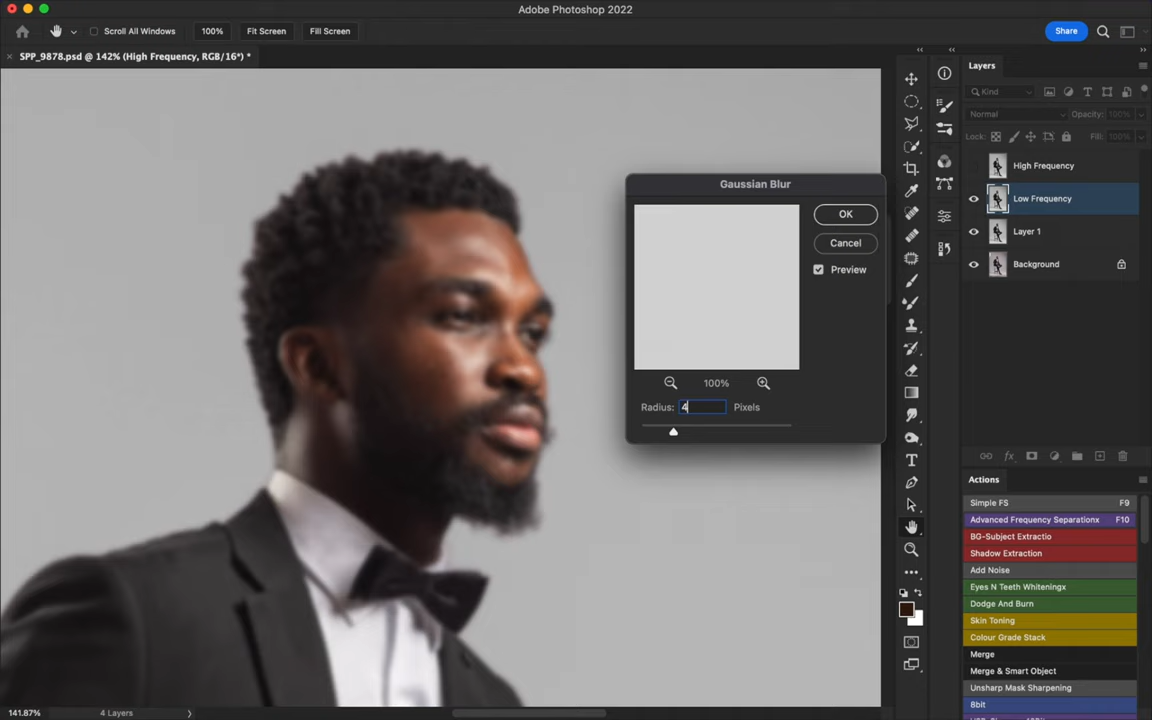 Adobe Photoshop 2022
Scroll All Windows 100% Fit Screen Fill Screen Share
SPP_9878.psd @ 142% (High Frequency, RGB/16*) *
Layers
Kind
Normal Opacity: 100%
Lock: Fill: 100%
High Frequency
Low Frequency
Layer 1
Background
Gaussian Blur
OK
Cancel
Preview
100%
Radius: 4 Pixels
Actions
Simple FS F9
Advanced Frequency Separationx F10
BG-Subject Extractio
Shadow Extraction
Add Noise
Eyes N Teeth Whiteningx
Dodge And Burn
Skin Toning
Colour Grade Stack
Merge
Merge & Smart Object
Unsharp Mask Sharpening
8bit
141.87% 4 Layers